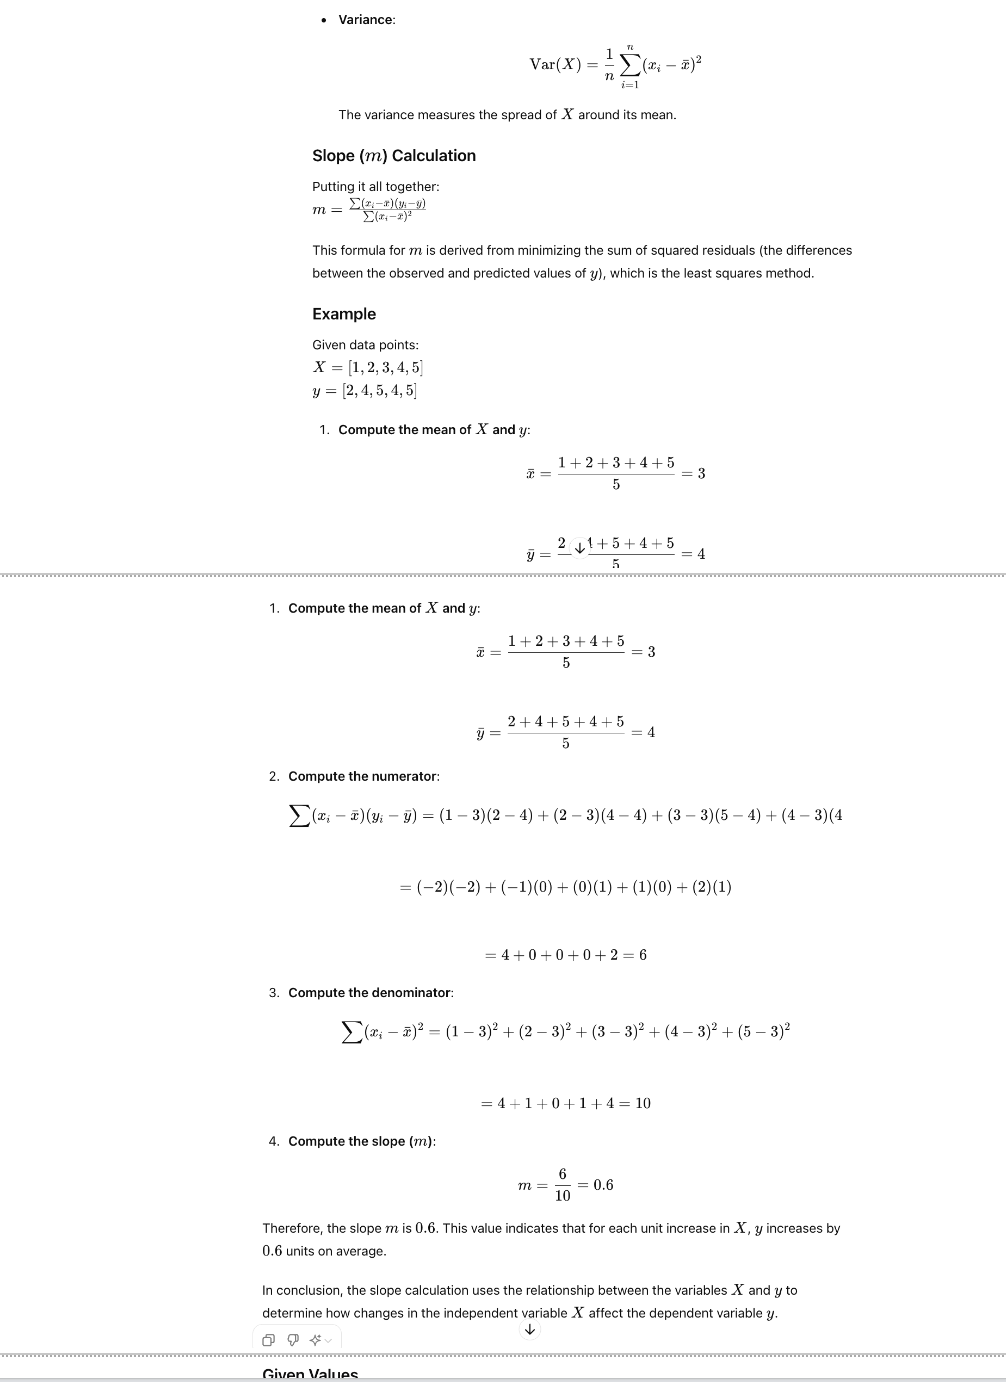 • Variance:
Var(X) = \frac{1}{n} \sum_{i=1}^{n} (x_i − \bar{x})^2
The variance measures the spread of X around its mean.
Slope (m) Calculation
Putting it all together:
m = \frac{\sum(x_i−\bar{x})(y_i−\bar{y})}{\sum(x_i−\bar{x})^2}
This formula for m is derived from minimizing the sum of squared residuals (the differences
between the observed and predicted values of y), which is the least squares method.
Example
Given data points:
X = [1, 2, 3, 4, 5]
y = [2, 4, 5, 4, 5]
1. Compute the mean of X and y:
\bar{x} = \frac{1 + 2 + 3 + 4 + 5}{5} = 3
\bar{y} = \frac{2 + 4 + 5 + 4 + 5}{5} = 4
1. Compute the mean of X and y:
\bar{x} = \frac{1 + 2 + 3 + 4 + 5}{5} = 3
\bar{y} = \frac{2 + 4 + 5 + 4 + 5}{5} = 4
2. Compute the numerator:
\sum(x_i − \bar{x})(y_i − \bar{y}) = (1 − 3)(2 − 4) + (2 − 3)(4 − 4) + (3 − 3)(5 − 4) + (4 − 3)(4
= (−2)(−2) + (−1)(0) + (0)(1) + (1)(0) + (2)(1)
= 4 + 0 + 0 + 0 + 2 = 6
3. Compute the denominator:
\sum(x_i − \bar{x})^2 = (1 − 3)^2 + (2 − 3)^2 + (3 − 3)^2 + (4 − 3)^2 + (5 − 3)^2
= 4 + 1 + 0 + 1 + 4 = 10
4. Compute the slope (m):
m = \frac{6}{10} = 0.6
Therefore, the slope m is 0.6. This value indicates that for each unit increase in X, y increases by
0.6 units on average.
In conclusion, the slope calculation uses the relationship between the variables X and y to
determine how changes in the independent variable X affect the dependent variable y.
Given Values